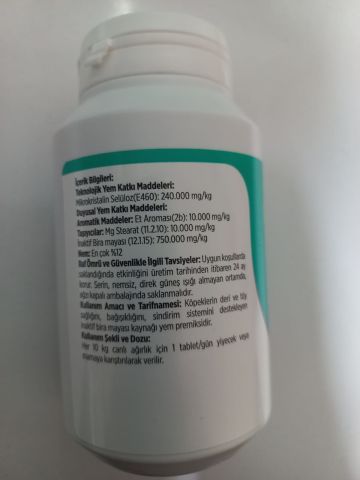 İçerik Bilgileri:
Teknolojik Yem Katkı Maddeleri:
Mikrokristalin Selüloz(E460): 240.000 mg/kg
Duyusal Yem Katkı Maddeleri:
Aromatik Maddeler: Et Aroması(2b): 10.000 mg/kg
Taşıyıcılar: Mg Stearat (11.2.10): 10.000 mg/kg
İnaktif Bira mayası (12.1.15): 750.000 mg/kg
Nem: En çok %12
Raf Ömrü ve Güvenlikle İlgili Tavsiyeler: Uygun koşullarda
saklandığında etkinliğini üretim tarihinden itibaren 24 ay
korur. Serin, nemsiz, direk güneş ışığı almayan ortamda,
ağzı kapalı ambalajında saklanmalıdır.
Kullanım Amacı ve Tarifnamesi: Köpeklerin deri ve tüy
sağlığını, bağışıklığını, sindirim sistemini destekleyen
inaktif bira mayası kaynağı yem premiksidir.
Kullanım Şekli ve Dozu:
Her 10 kg canlı ağırlık için 1 tablet/gün yiyecek veya
mamaya karıştırılarak verilir.